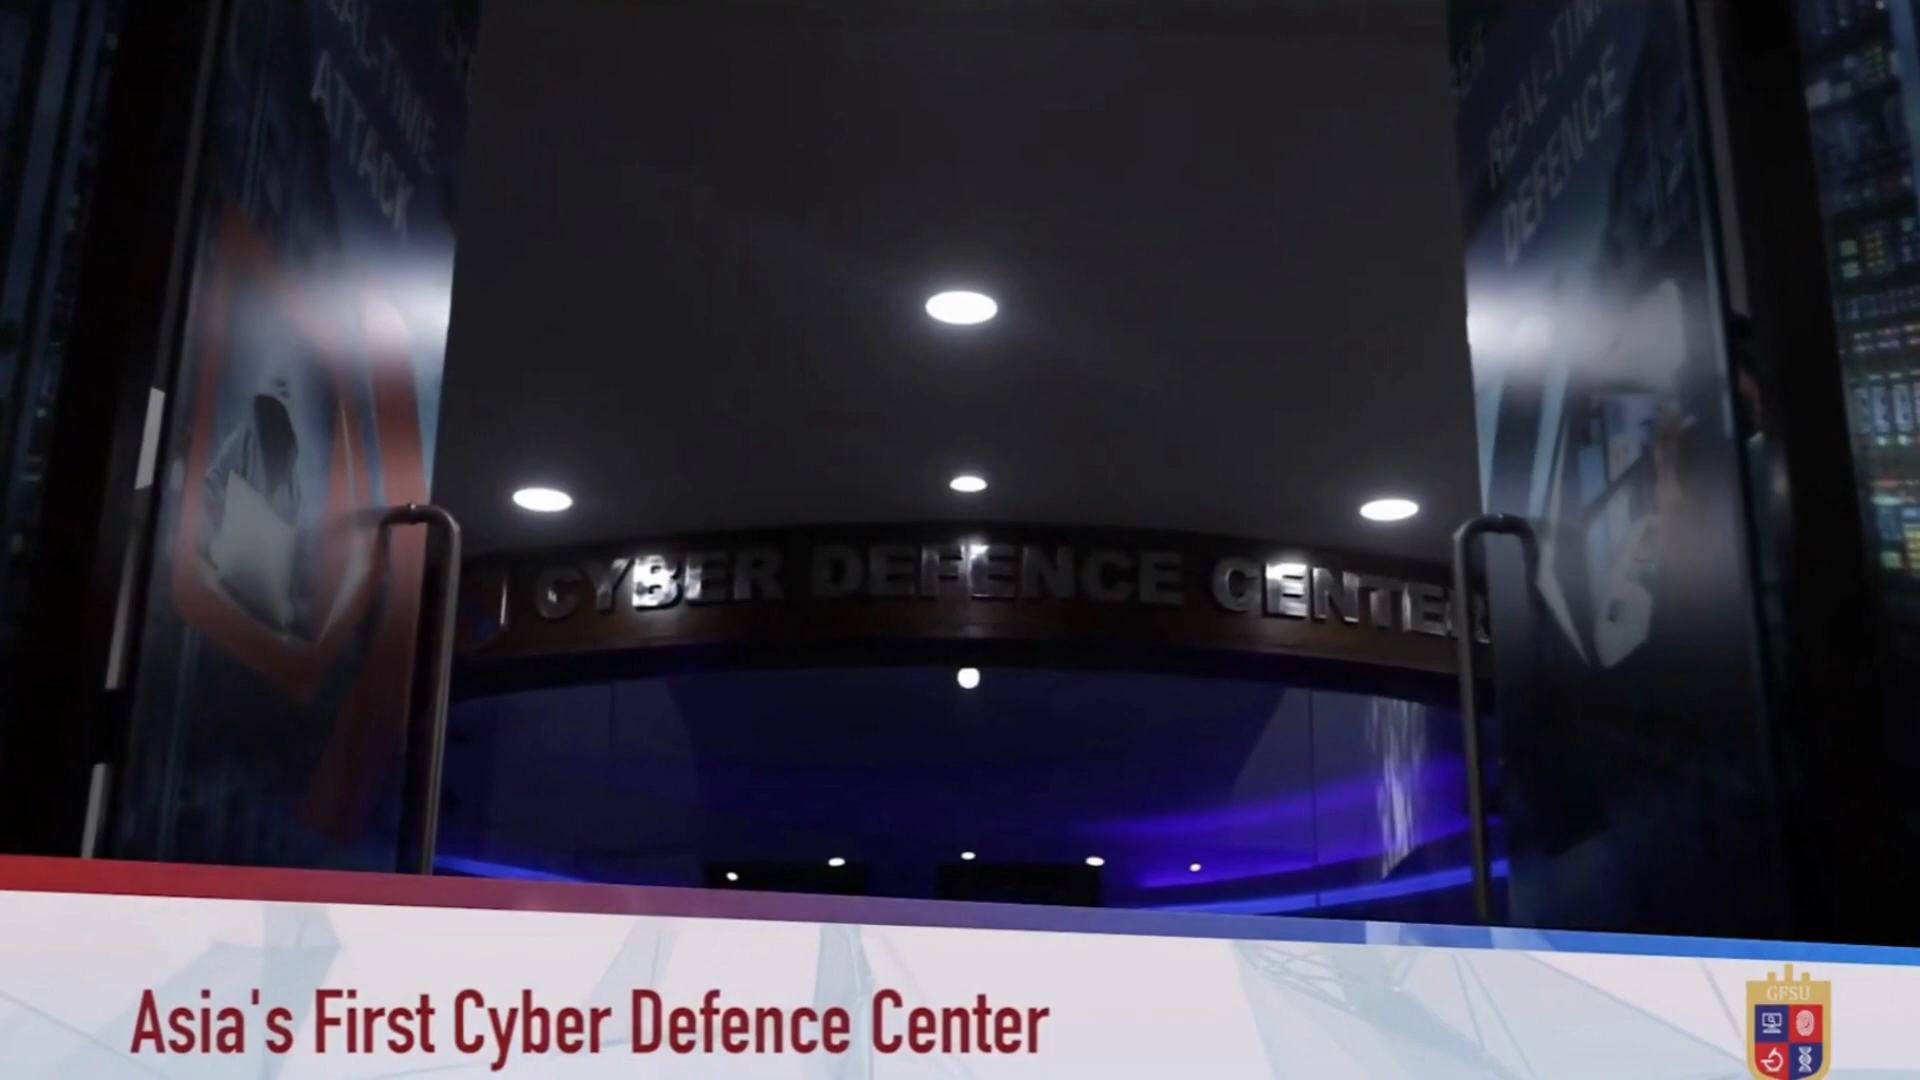 REAL-TIME
ATTACK
REAL-TIME
DEFENCE
CYBER DEFENCE CENTER
Asia's First Cyber Defence Center
GFSU